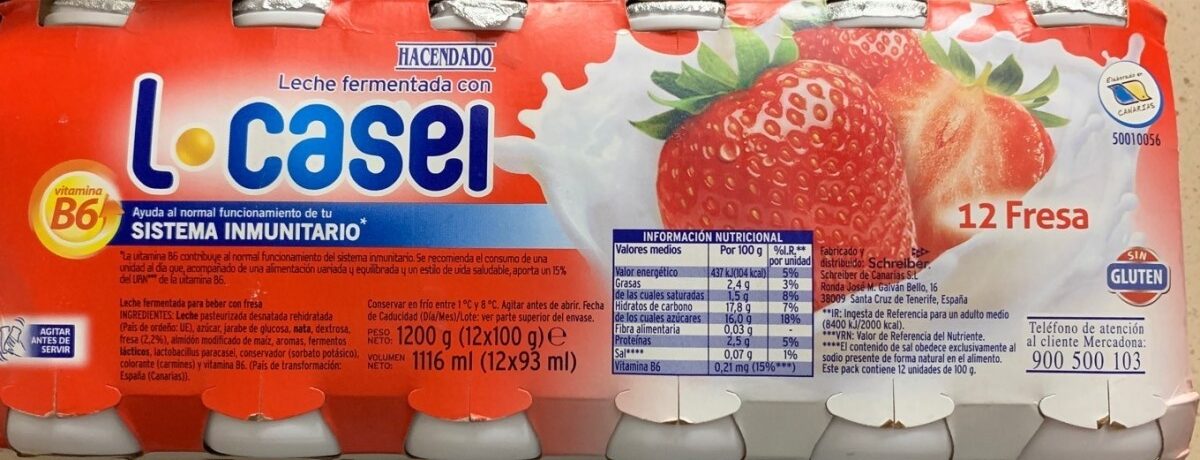 HACENDADO
Leche fermentada con
L·casei
vitamina
B6
Ayuda al normal funcionamiento de tu
SISTEMA INMUNITARIO*
*La vitamina B6 contribuye al normal funcionamiento del sistema inmunitario. Se recomienda el consumo de una
unidad al día que, acompañado de una alimentación variada y equilibrada y un estilo de vida saludable, aporta un 15%
del VRN*** de la vitamina B6.
Leche fermentada para beber con fresa
INGREDIENTES: Leche pasteurizada desnatada rehidratada
(País de ordeño: UE), azúcar, jarabe de glucosa, nata, dextrosa,
fresa (2,2%), almidón modificado de maíz, aromas, fermentos
lácticos, lactobacillus paracasei, conservador (sorbato potásico),
colorante (carmines) y vitamina B6. (País de transformación:
España (Canarias)).
AGITAR
ANTES DE
SERVIR
Conservar en frío entre 1 °C y 8 °C. Agitar antes de abrir. Fecha
de Caducidad (Día/Mes)/Lote: ver parte superior del envase.
PESO NETO: 1200 g (12x100 g) e
VOLUMEN NETO: 1116 ml (12x93 ml)
INFORMACIÓN NUTRICIONAL
Valores medios Por 100 g %I.R.** por unidad
Valor energético 437 kJ(104 kcal) 5%
Grasas 2,4 g 3%
de las cuales saturadas 1,5 g 8%
Hidratos de carbono 17,8 g 7%
de los cuales azúcares 16,0 g 18%
Fibra alimentaria 0,03 g -
Proteínas 2,5 g 5%
Sal**** 0,07 g 1%
Vitamina B6 0,21 mg (15%***)
12 Fresa
Elaborado en
CANARIAS
50010056
Fabricado y
distribuido: Schreiber
Schreiber de Canarias S.L
Ronda José M. Galván Bello, 16
38009 Santa Cruz de Tenerife, España
**IR: Ingesta de Referencia para un adulto medio
(8400 kJ/2000 kcal).
***VRN: Valor de Referencia del Nutriente.
****El contenido de sal obedece exclusivamente al
sodio presente de forma natural en el alimento.
Este pack contiene 12 unidades de 100 g.
SIN
GLUTEN
Teléfono de atención
al cliente Mercadona:
900 500 103